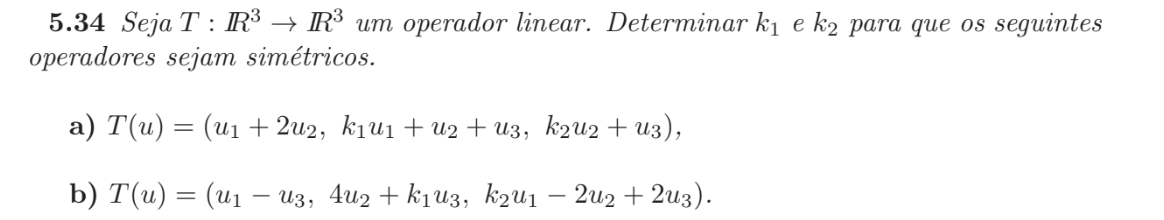 5.34 Seja T : ℝ³ → ℝ³ um operador linear. Determinar k₁ e k₂ para que os seguintes
operadores sejam simétricos.
a) T(u) = (u₁ + 2u₂, k₁u₁ + u₂ + u₃, k₂u₂ + u₃),
b) T(u) = (u₁ − u₃, 4u₂ + k₁u₃, k₂u₁ − 2u₂ + 2u₃).